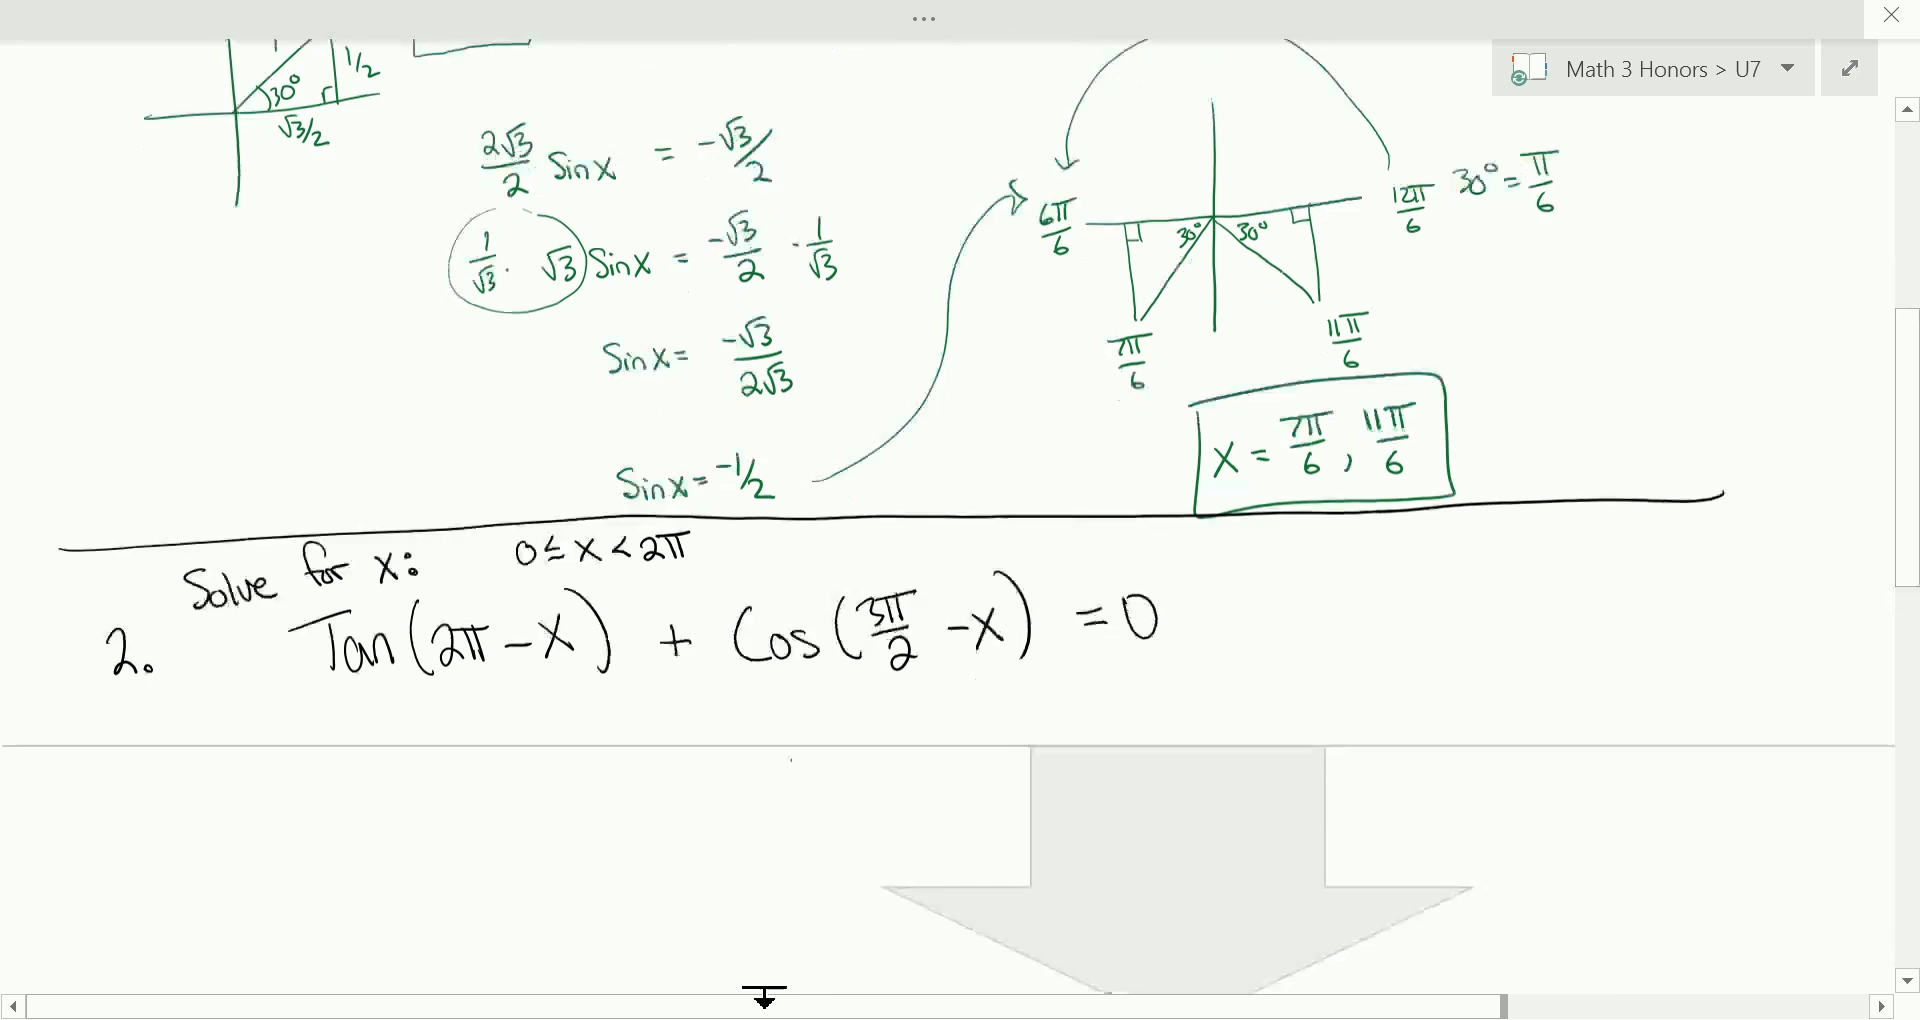 ...
Math 3 Honors > U7
1/2
30°
√3/2
2√3/2 Sin x = -√3/2
1/√3 · √3 Sin x = -√3/2 · 1/√3
Sin x = -√3/2√3
Sin x = -1/2
6π/6
12π/6
30° = π/6
30° 30°
7π/6
11π/6
x = 7π/6, 11π/6
Solve for x: 0 ≤ x < 2π
2. Tan(2π - x) + Cos(3π/2 - x) = 0